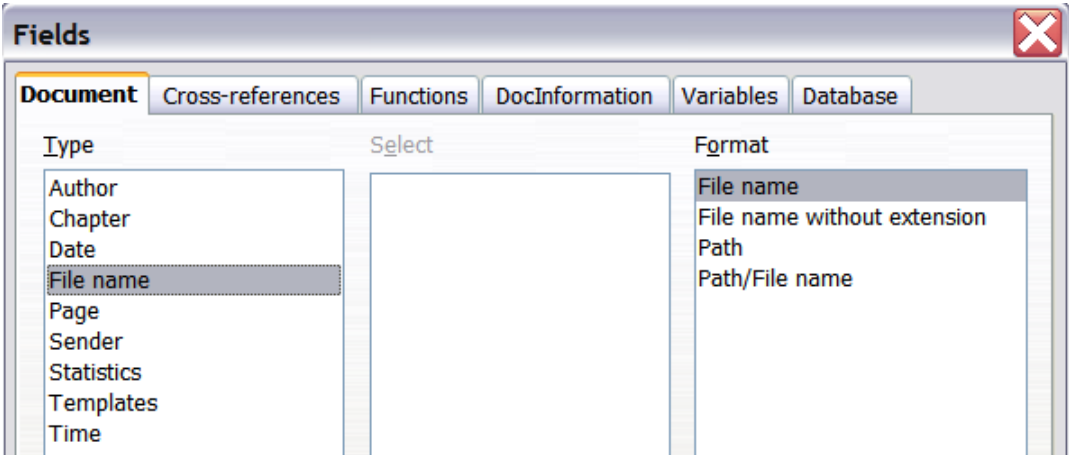 Fields
Document Cross-references Functions DocInformation Variables Database
Type Select Format
Author
Chapter
Date
File name
Page
Sender
Statistics
Templates
Time
File name
File name without extension
Path
Path/File name